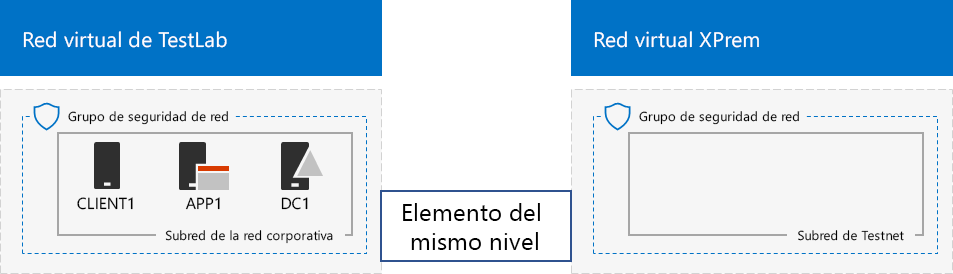 Red virtual de TestLab
Red virtual XPrem
Grupo de seguridad de red
Grupo de seguridad de red
CLIENT1
APP1
DC1
Elemento del
mismo nivel
Subred de la red corporativa
Subred de Testnet